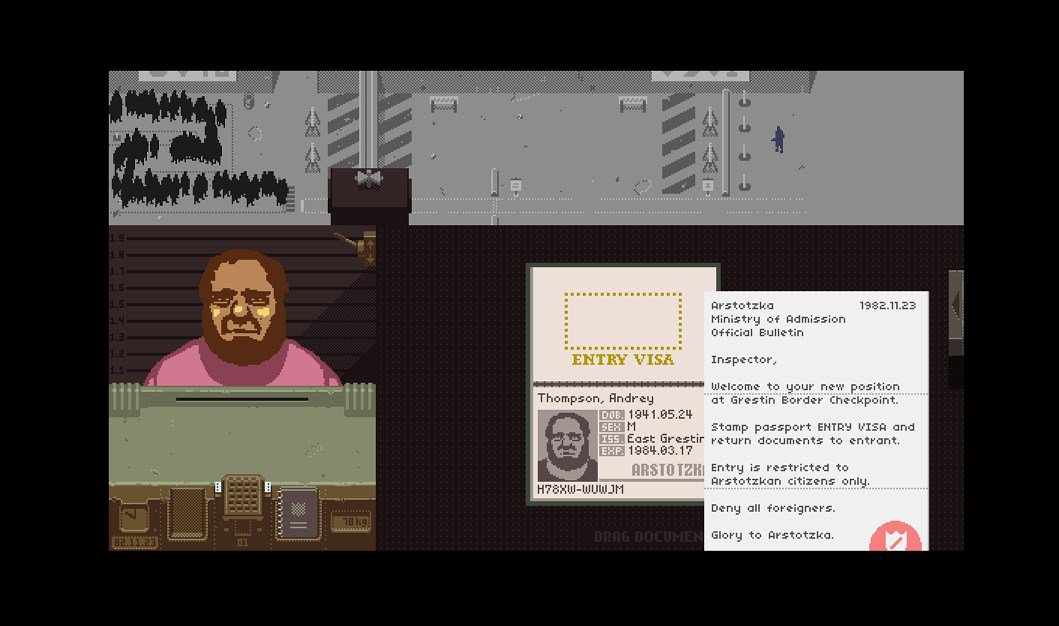 1.9
1.8
1.7
1.6
1.5
1.4
1.3
1.2
1.1
ENTRY VISA
Thompson, Andrey
DOB. 1941.05.24
SEX M
ISS. East Grestin
EXP. 1984.03.17
ARSTOTZKA
H78XW-WUWJM
Arstotzka 1982.11.23
Ministry of Admission
Official Bulletin
Inspector,
Welcome to your new position
at Grestin Border Checkpoint.
Stamp passport ENTRY VISA and
return documents to entrant.
Entry is restricted to
Arstotzkan citizens only.
Deny all foreigners.
Glory to Arstotzka.
DRAG DOCUMEN
82.11.23
01
78kg